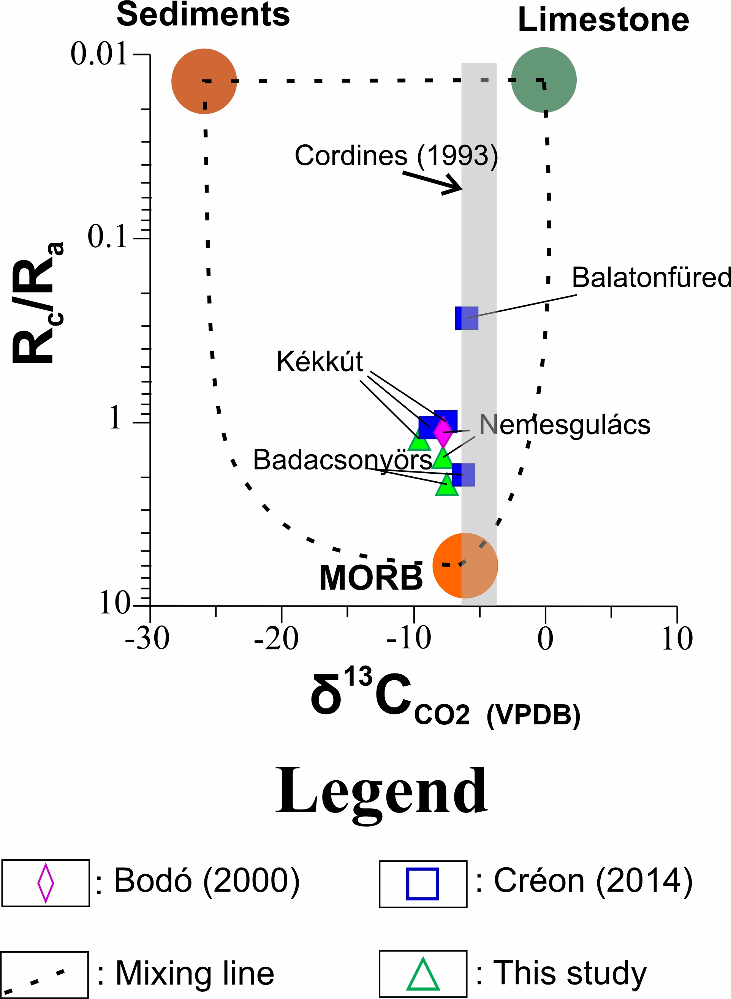 Sediments
Limestone
0.01
Cordines (1993)
0.1
Rc/Ra
Balatonfüred
Kékkút
1
Nemesgulács
Badacsonyörs
MORB
10
-30
-20
-10
0
10
δ13CCO2 (VPDB)
Legend
: Bodó (2000)
: Créon (2014)
: Mixing line
: This study